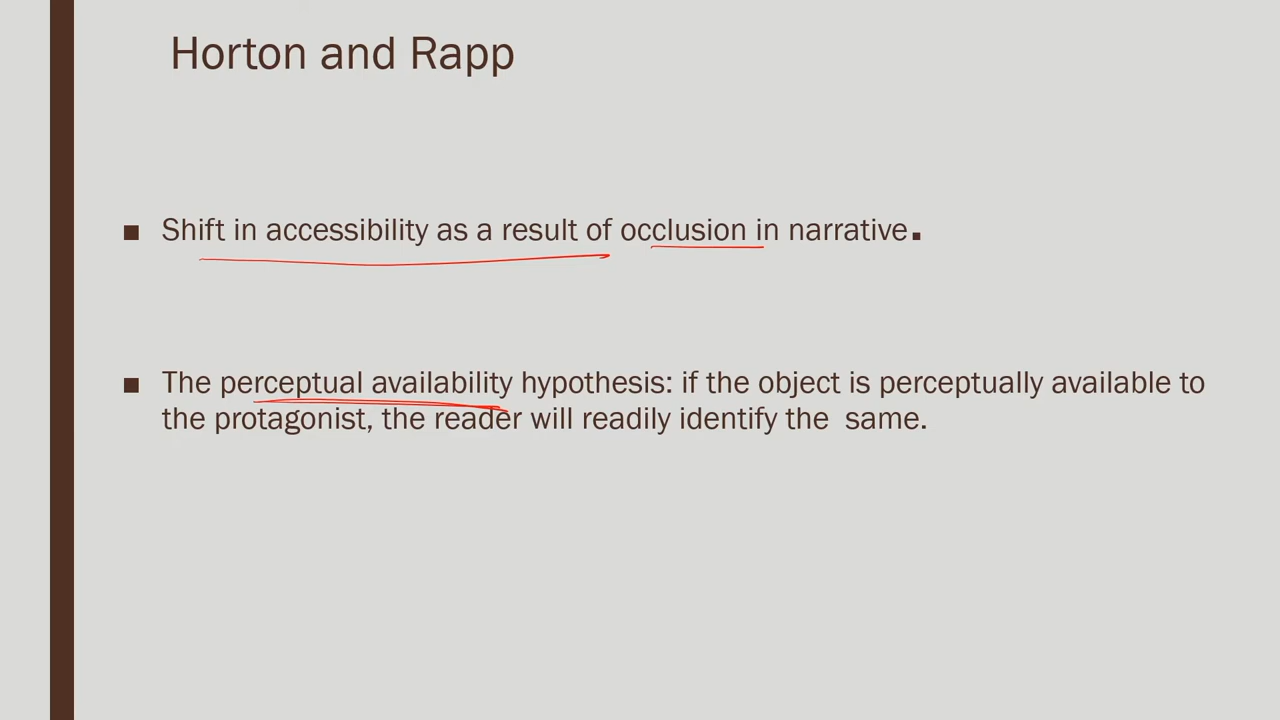 Horton and Rapp
■ Shift in accessibility as a result of occlusion in narrative.
■ The perceptual availability hypothesis: if the object is perceptually available to
the protagonist, the reader will readily identify the  same.